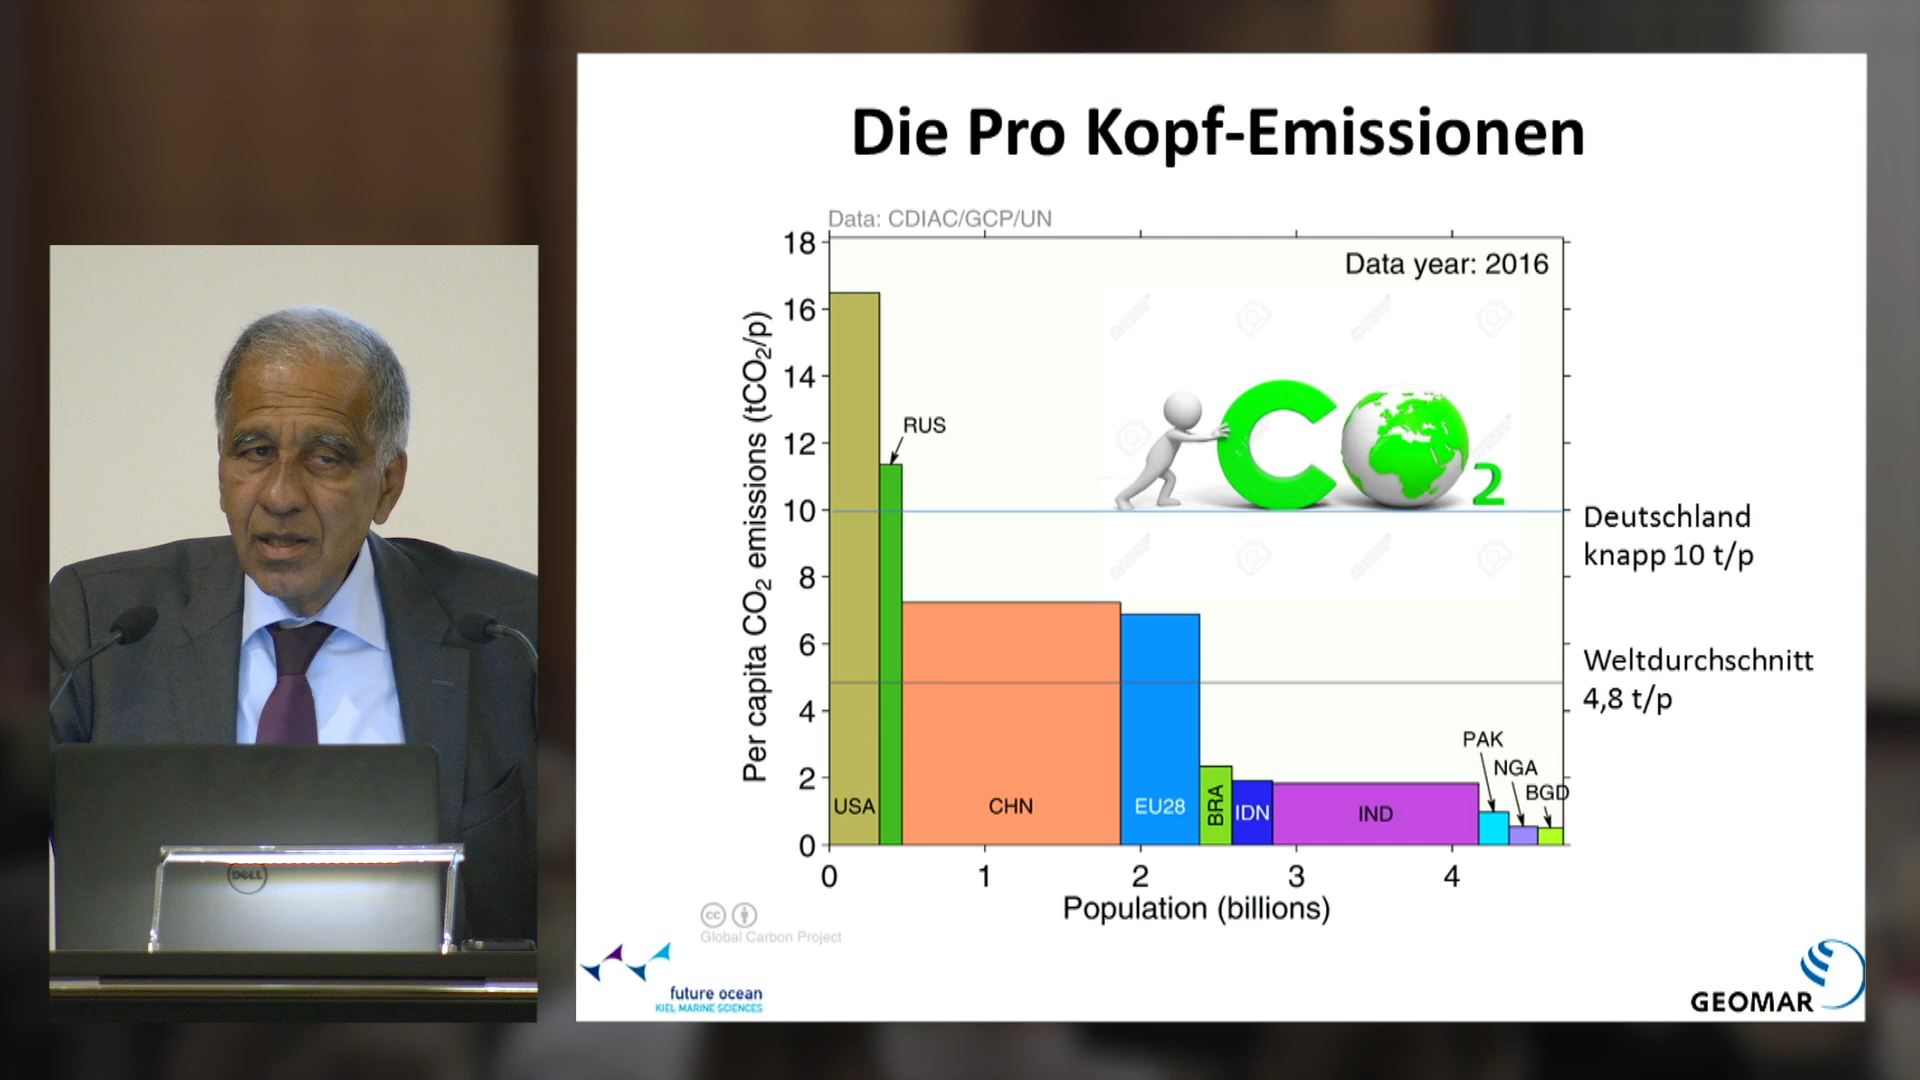 Die Pro Kopf-Emissionen
Data: CDIAC/GCP/UN
Data year: 2016
Per capita CO₂ emissions (tCO₂/p)
18
16
14
12
10
8
6
4
2
0
RUS
CO2
Deutschland
knapp 10 t/p
Weltdurchschnitt
4,8 t/p
USA
CHN
EU28
BRA
IDN
IND
PAK
NGA
BGD
0 1 2 3 4
Population (billions)
cc
Global Carbon Project
future ocean
KIEL MARINE SCIENCES
GEOMAR
DELL